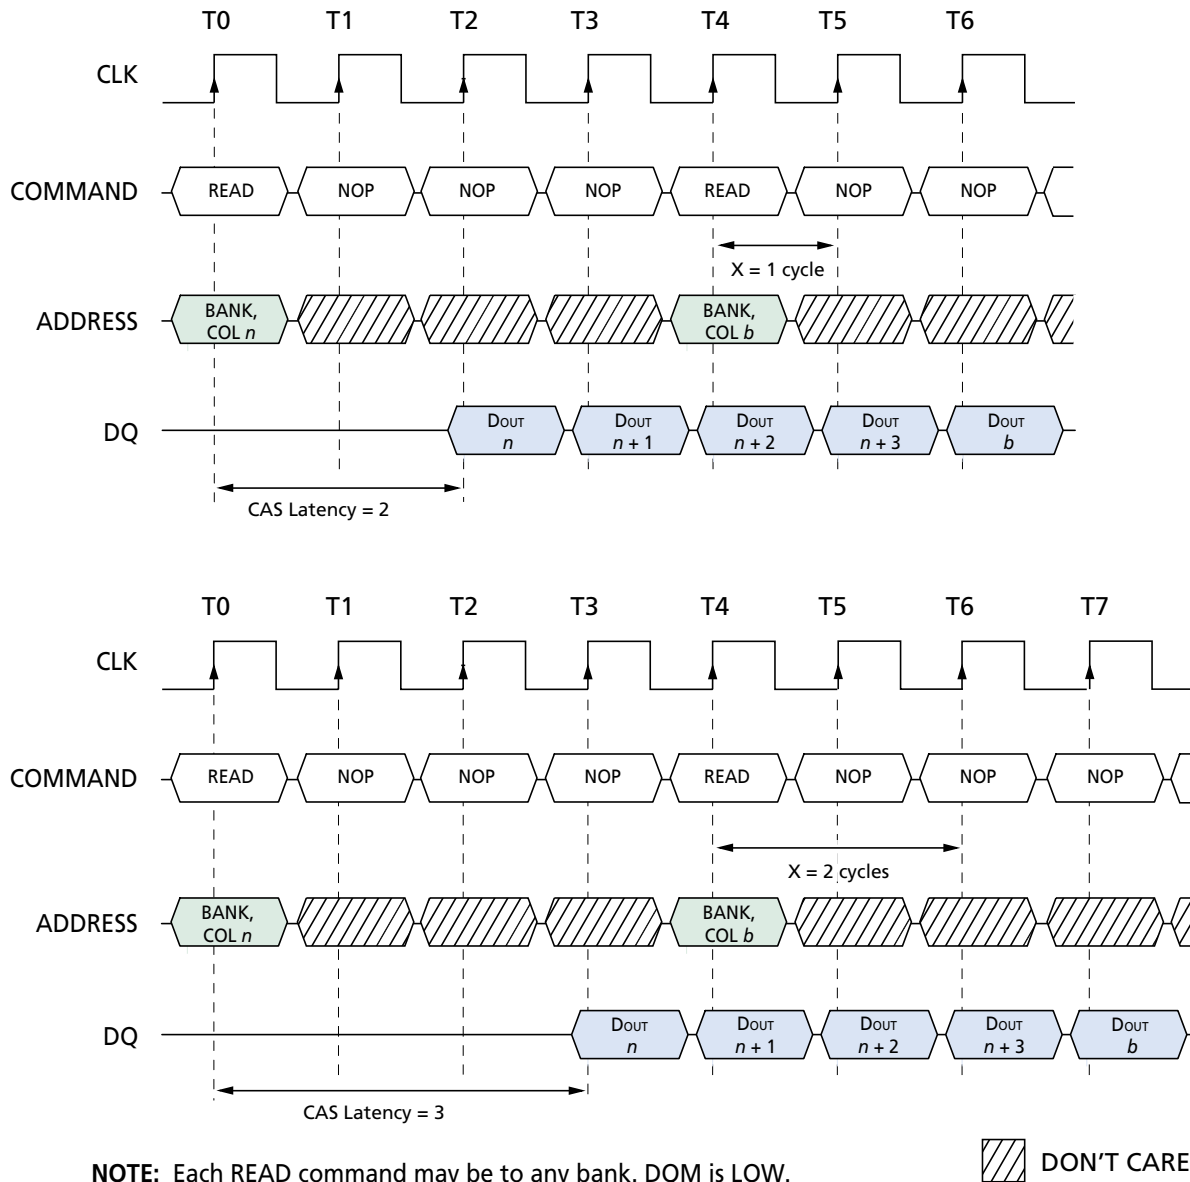 T0 T1 T2 T3 T4 T5 T6
CLK
COMMAND READ NOP NOP NOP READ NOP NOP
X = 1 cycle
ADDRESS BANK, COL n BANK, COL b
DQ DOUT n DOUT n + 1 DOUT n + 2 DOUT n + 3 DOUT b
CAS Latency = 2
T0 T1 T2 T3 T4 T5 T6 T7
CLK
COMMAND READ NOP NOP NOP READ NOP NOP NOP
X = 2 cycles
ADDRESS BANK, COL n BANK, COL b
DQ DOUT n DOUT n + 1 DOUT n + 2 DOUT n + 3 DOUT b
CAS Latency = 3
DON'T CARE
NOTE: Each READ command may be to any bank. DQM is LOW.